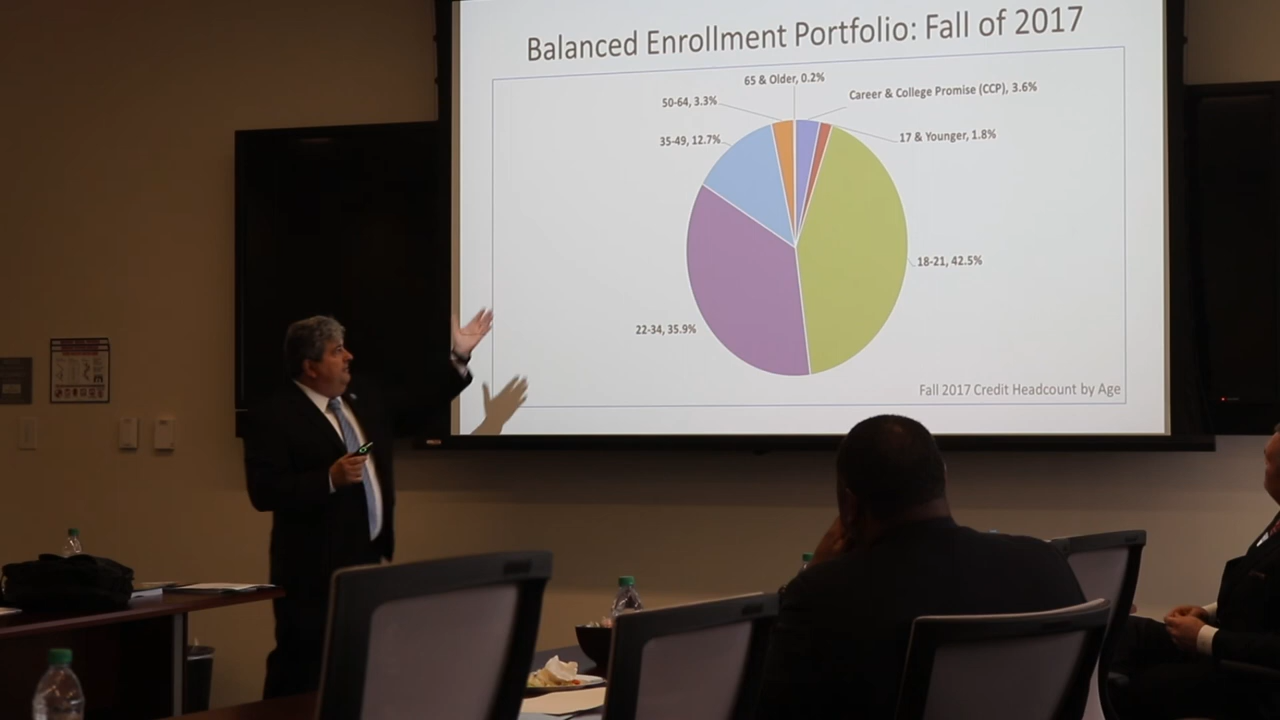 Balanced Enrollment Portfolio: Fall of 2017
65 & Older, 0.2%
Career & College Promise (CCP), 3.6%
50-64, 3.3%
17 & Younger, 1.8%
35-49, 12.7%
18-21, 42.5%
22-34, 35.9%
Fall 2017 Credit Headcount by Age